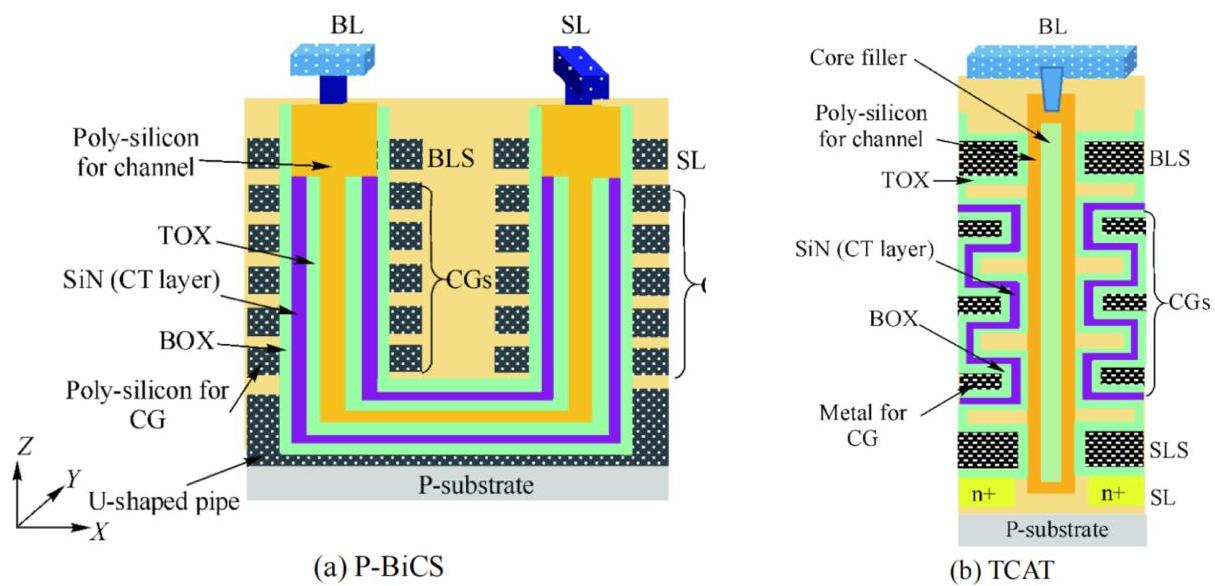 BL
SL
Poly-silicon
for channel
BLS
SL
TOX
SiN (CT layer)
CGs
BOX
Poly-silicon for
CG
U-shaped pipe
P-substrate
Z
Y
X
(a) P-BiCS
BL
Core filler
Poly-silicon
for channel
BLS
TOX
SiN (CT layer)
CGs
BOX
Metal for
CG
SLS
n+
n+
SL
P-substrate
(b) TCAT